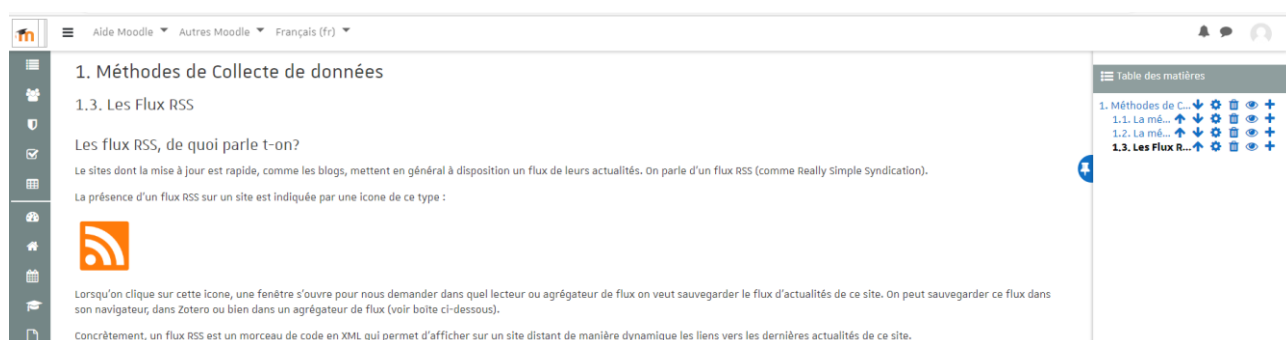 Aide Moodle Autres Moodle Français (fr)
1. Méthodes de Collecte de données
1.3. Les Flux RSS
Les flux RSS, de quoi parle t-on?
Le sites dont la mise à jour est rapide, comme les blogs, mettent en général à disposition un flux de leurs actualités. On parle d'un flux RSS (comme Really Simple Syndication).
La présence d'un flux RSS sur un site est indiquée par une icone de ce type :
Lorsqu'on clique sur cette icone, une fenêtre s'ouvre pour nous demander dans quel lecteur ou agrégateur de flux on veut sauvegarder le flux d'actualités de ce site. On peut sauvegarder ce flux dans
son navigateur, dans Zotero ou bien dans un agrégateur de flux (voir boite ci-dessous).
Concrètement, un flux RSS est un morceau de code en XML qui permet d'afficher sur un site distant de manière dynamique les liens vers les dernières actualités de ce site.
Table des matières
1. Méthodes de C...
1.1. La mé...
1.2. La mé...
1.3. Les Flux R...